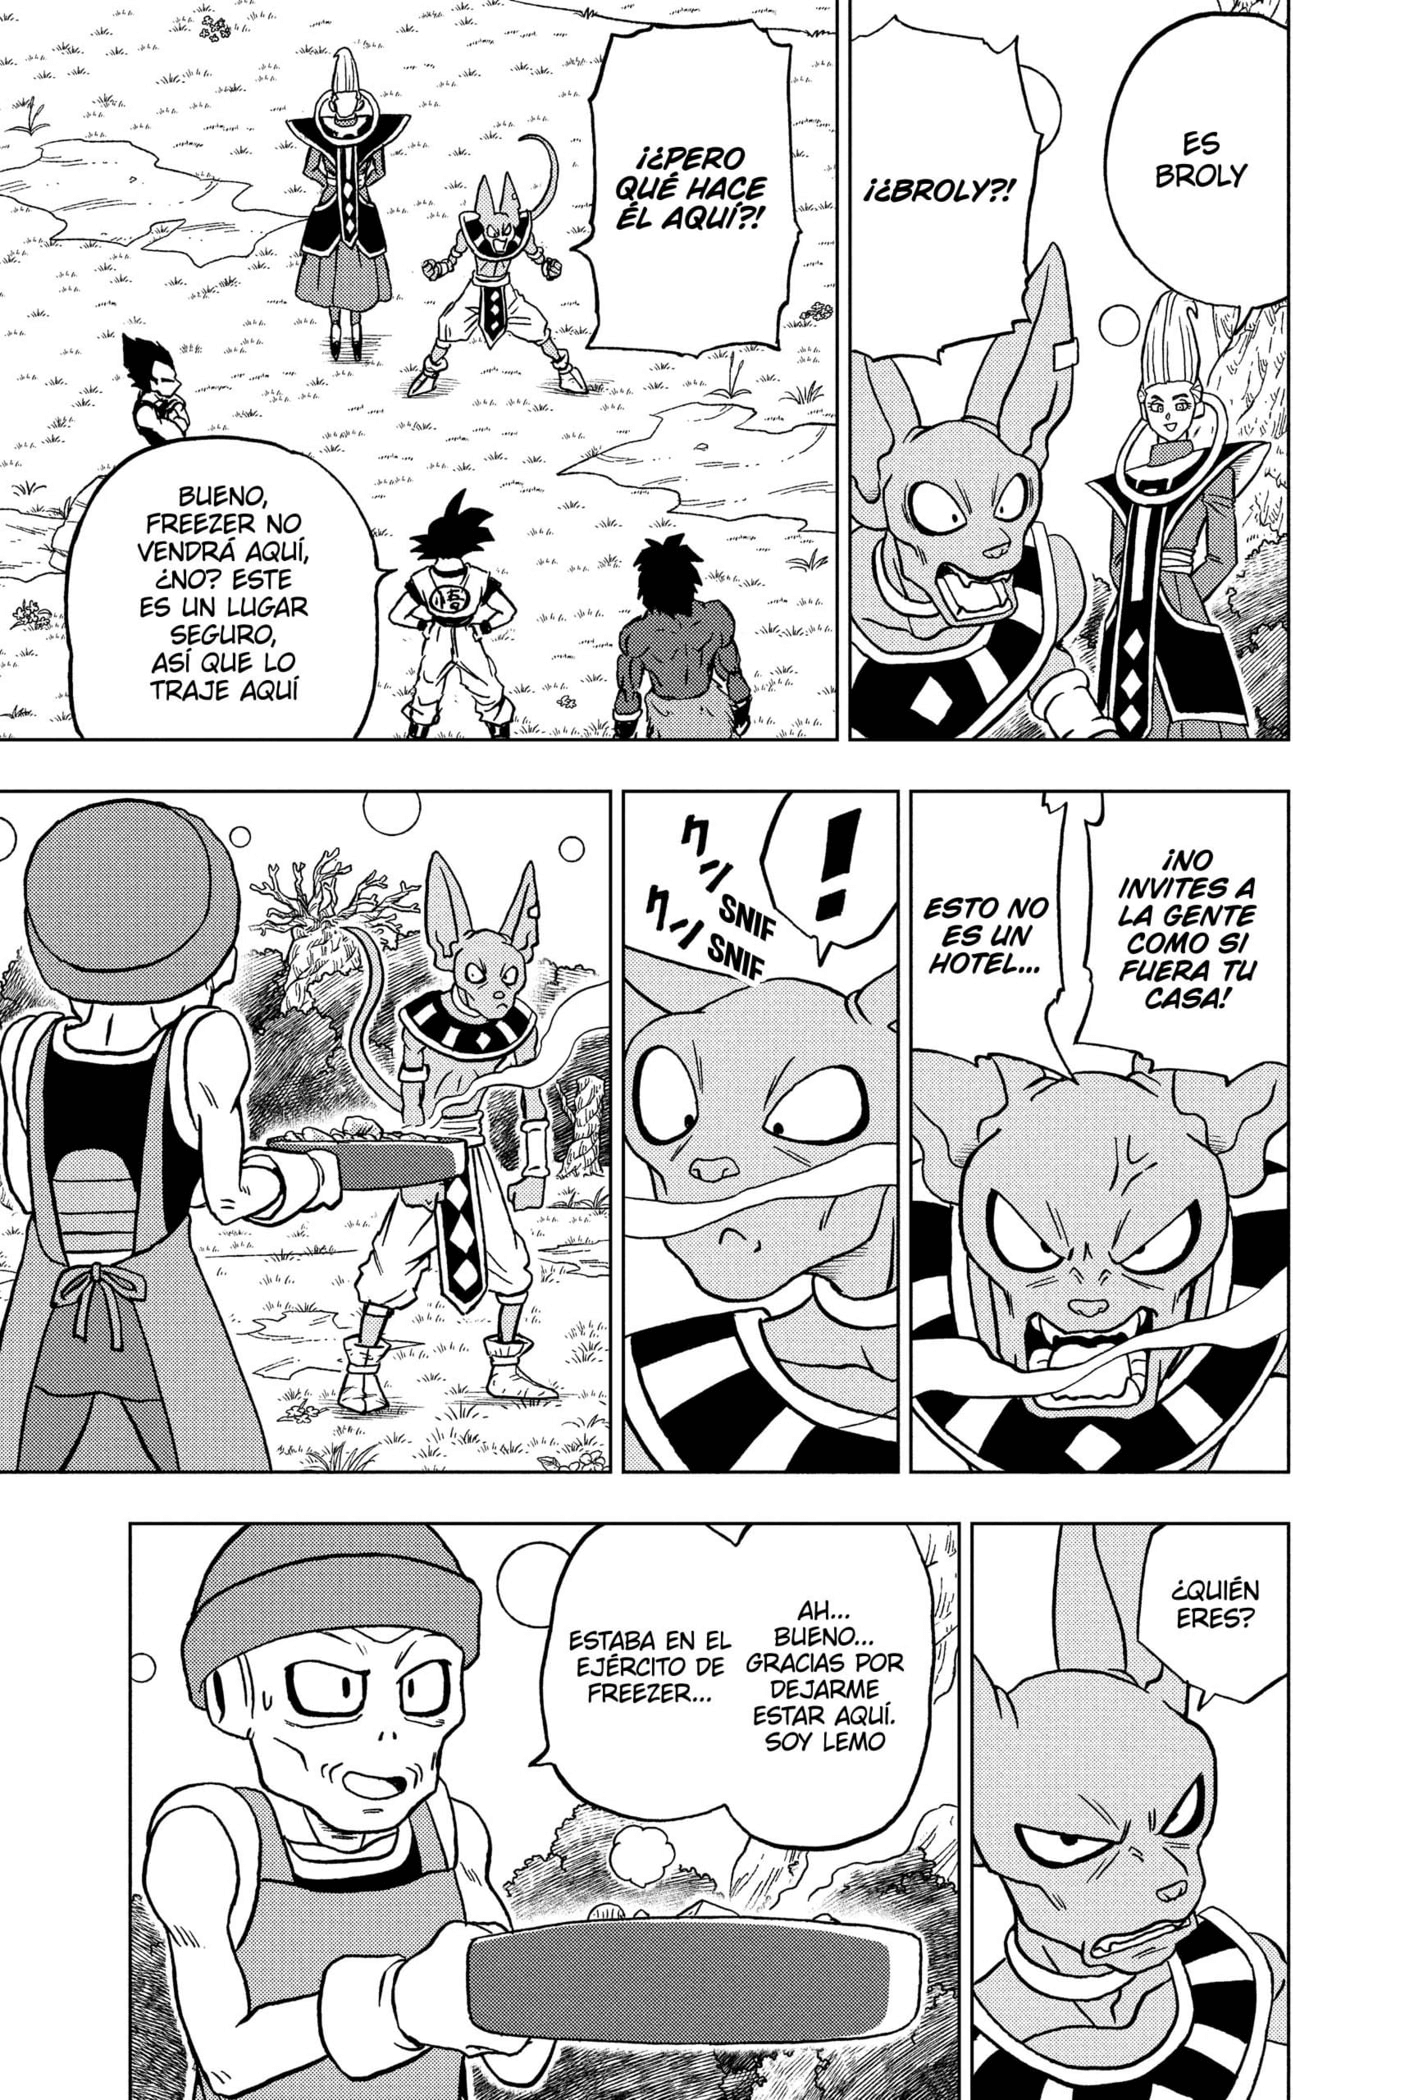 ES
BROLY
¡¿BROLY?!
¡¿PERO
QUÉ HACE
ÉL AQUÍ?!
BUENO,
FREEZER NO
VENDRÁ AQUÍ,
¿NO? ESTE
ES UN LUGAR
SEGURO,
ASÍ QUE LO
TRAJE AQUÍ
悟
¡NO
INVITES A
LA GENTE
COMO SI
FUERA TU
CASA!
ESTO NO
ES UN
HOTEL...
!
クン
クン
SNIF
SNIF
¿QUIÉN
ERES?
AH...
BUENO...
GRACIAS POR
DEJARME
ESTAR AQUÍ.
SOY LEMO
ESTABA EN EL
EJÉRCITO DE
FREEZER...